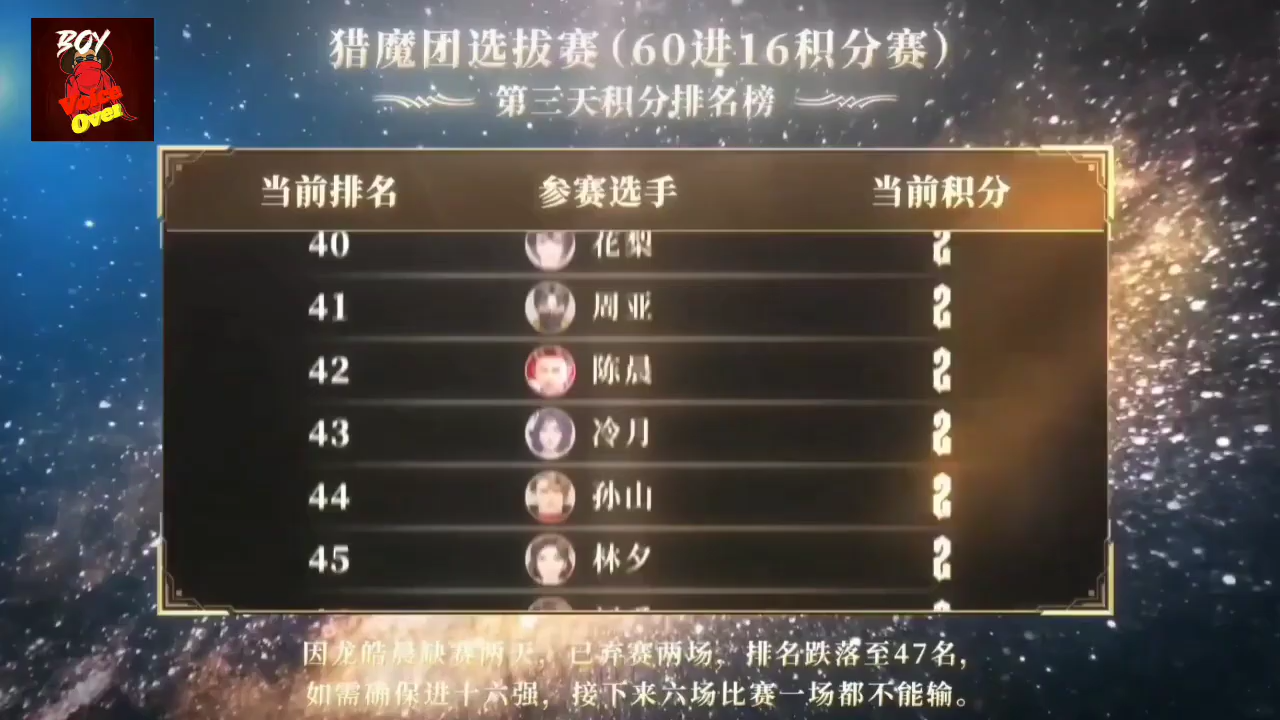 BOY
Voice
Over
猎魔团选拔赛(60进16积分赛)
第三天积分排名榜
当前排名 参赛选手 当前积分
40 花梨 2
41 周亚 2
42 陈晨 2
43 冷月 2
44 孙山 2
45 林夕 2
因龙皓晨缺赛两天，已弃赛两场，排名跌落至47名，
如需确保进十六强，接下来六场比赛一场都不能输。